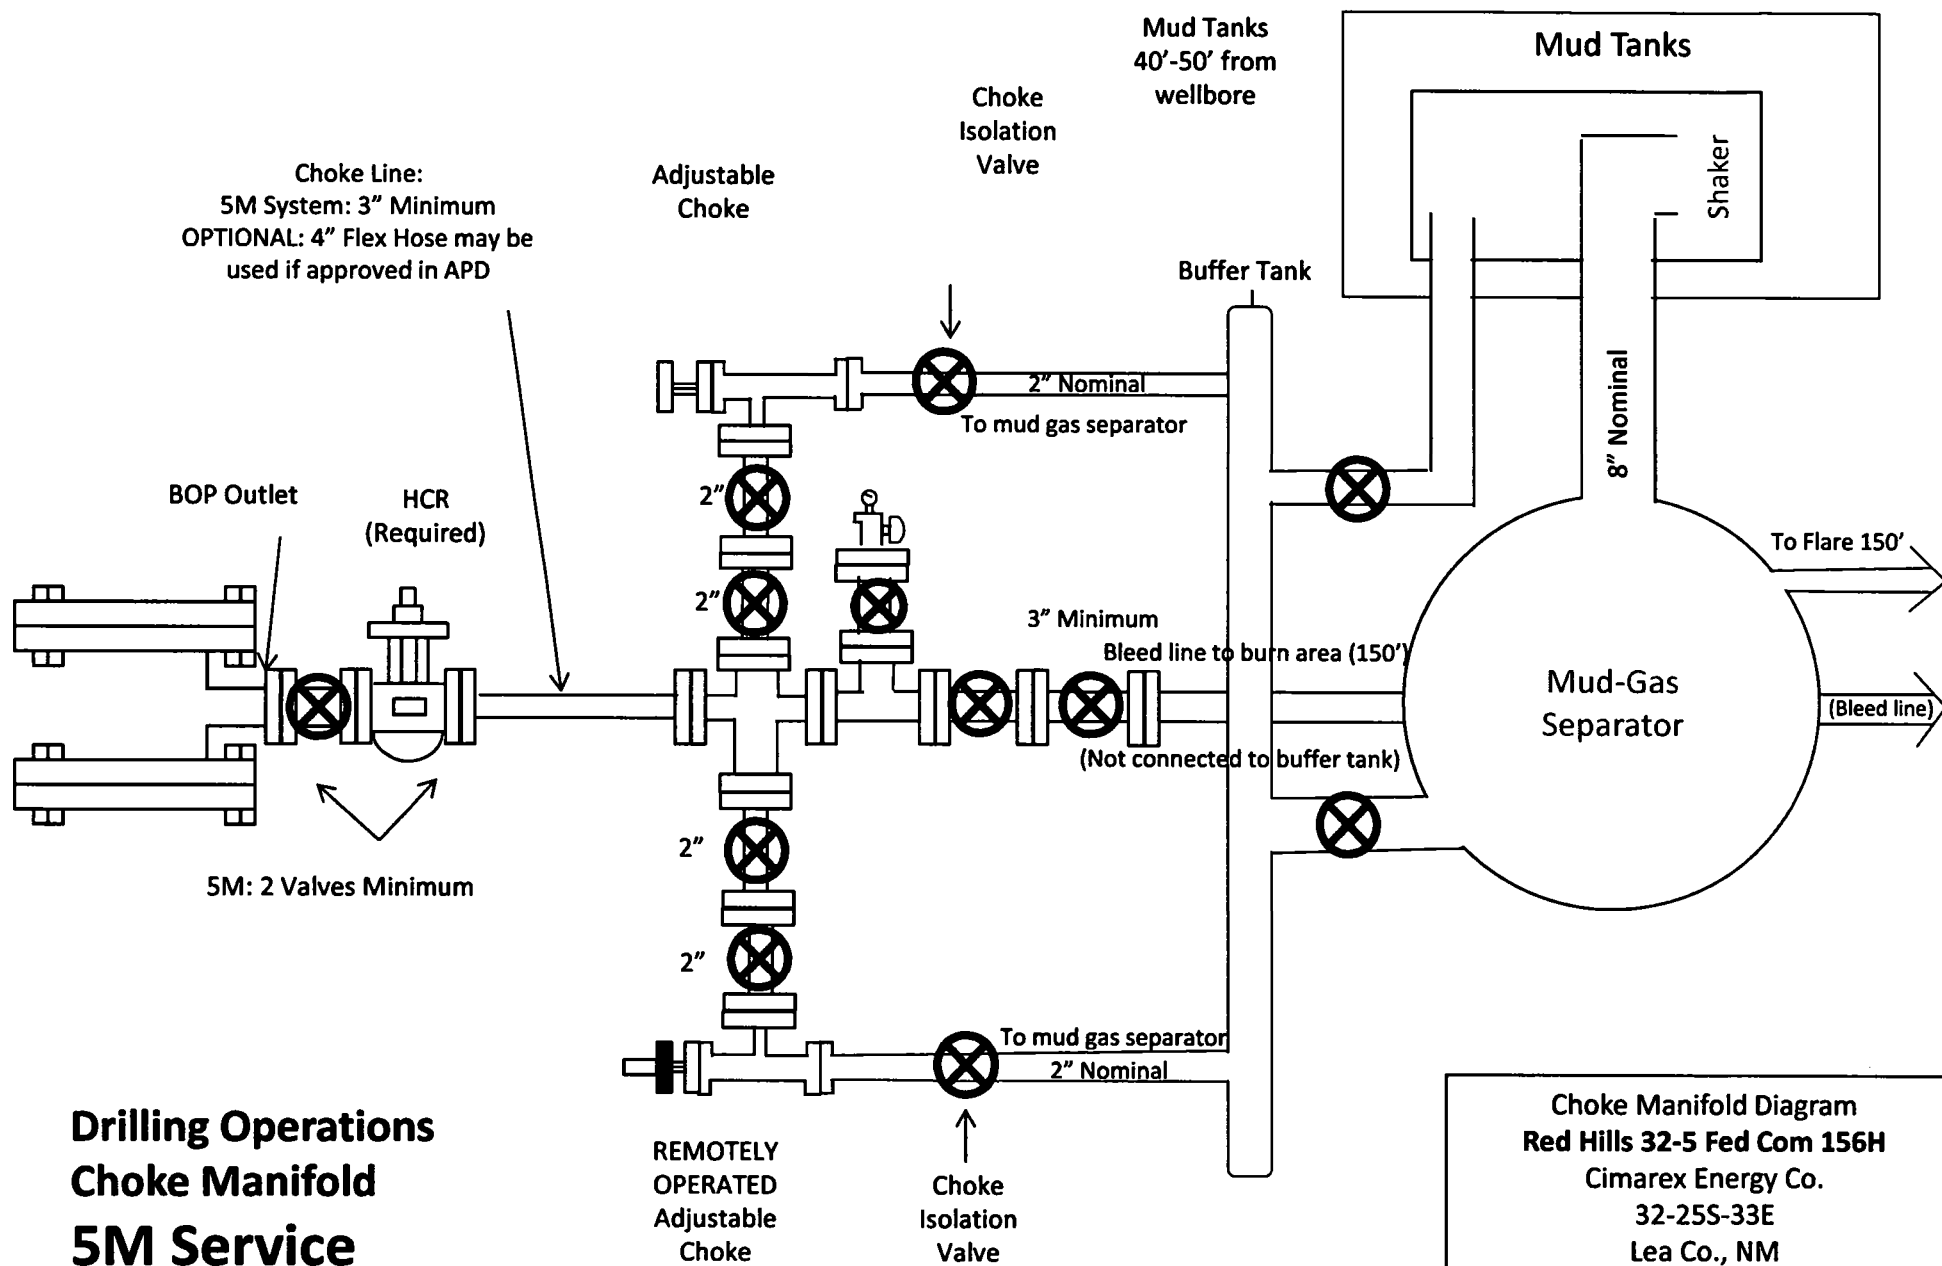 Mud Tanks
40’-50’ from
wellbore
Mud Tanks
Shaker
Choke
Isolation
Valve
Adjustable
Choke
Choke Line:
5M System: 3” Minimum
OPTIONAL: 4” Flex Hose may be
used if approved in APD
Buffer Tank
2” Nominal
To mud gas separator
8” Nominal
BOP Outlet
HCR
(Required)
2”
2”
To Flare 150’
3” Minimum
Bleed line to burn area (150’)
Mud-Gas
Separator
(Bleed line)
(Not connected to buffer tank)
5M: 2 Valves Minimum
2”
2”
To mud gas separator
2” Nominal
REMOTELY
OPERATED
Adjustable
Choke
Choke
Isolation
Valve
Drilling Operations
Choke Manifold
5M Service
Choke Manifold Diagram
Red Hills 32-5 Fed Com 156H
Cimarex Energy Co.
32-25S-33E
Lea Co., NM